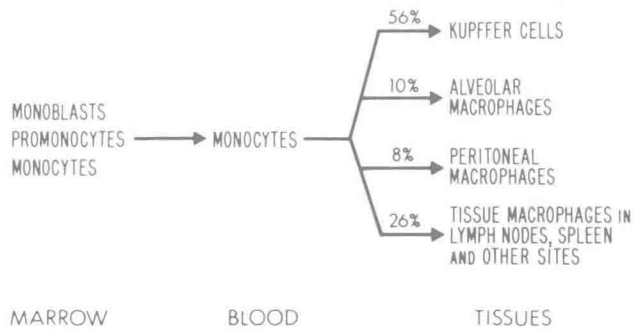 MONOBLASTS
PROMONOCYTES
MONOCYTES
MONOCYTES
56%
KUPFFER CELLS
10%
ALVEOLAR
MACROPHAGES
8%
PERITONEAL
MACROPHAGES
26%
TISSUE MACROPHAGES IN
LYMPH NODES, SPLEEN
AND OTHER SITES
MARROW
BLOOD
TISSUES